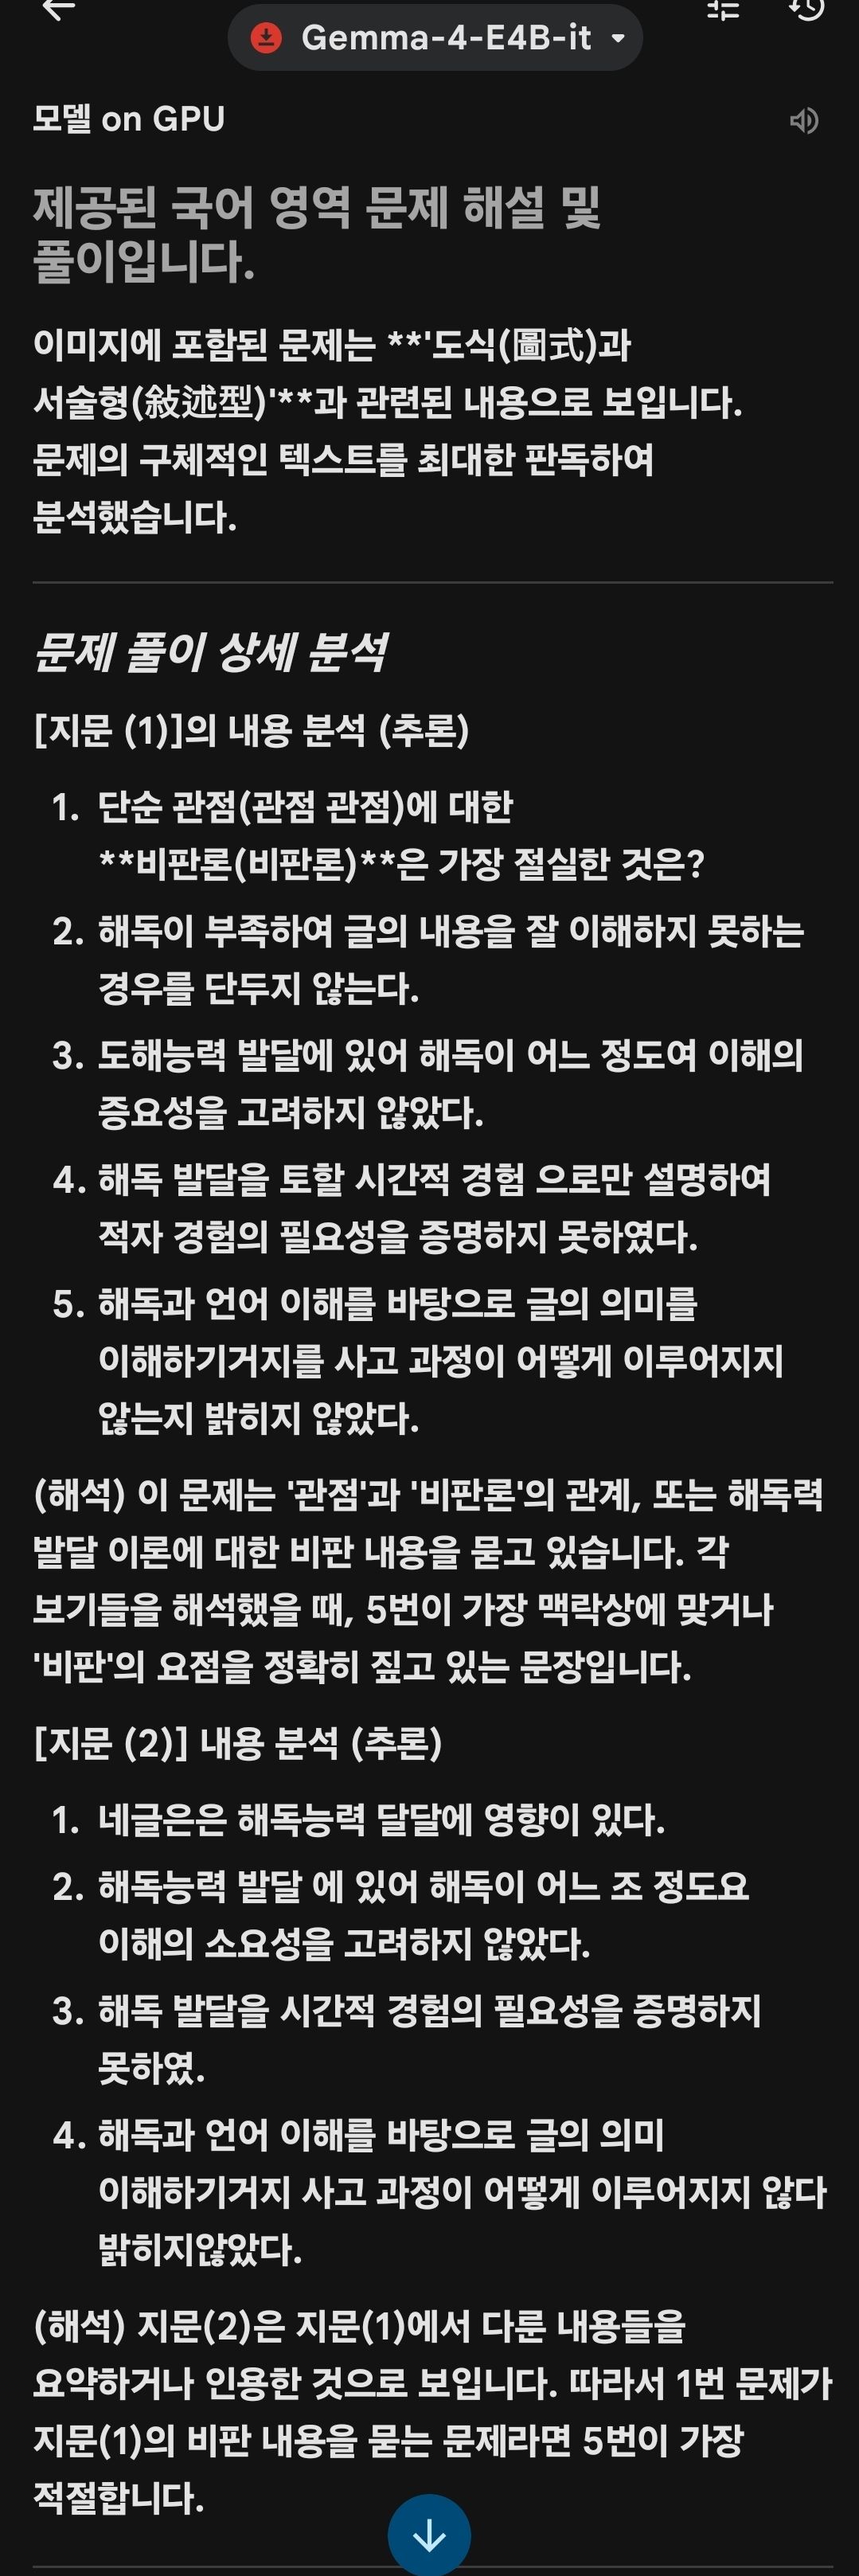 Gemma-4-E4B-it
모델 on GPU
제공된 국어 영역 문제 해설 및
풀이입니다.
이미지에 포함된 문제는 **'도식(圖式)과
서술형(敍述型)'**과 관련된 내용으로 보입니다.
문제의 구체적인 텍스트를 최대한 판독하여
분석했습니다.
문제 풀이 상세 분석
[지문 (1)]의 내용 분석 (추론)
1. 단순 관점(관점 관점)에 대한
**비판론(비판론)**은 가장 절실한 것은?
2. 해독이 부족하여 글의 내용을 잘 이해하지 못하는
경우를 단두지 않는다.
3. 도해능력 발달에 있어 해독이 어느 정도여 이해의
증요성을 고려하지 않았다.
4. 해독 발달을 토할 시간적 경험 으로만 설명하여
적자 경험의 필요성을 증명하지 못하였다.
5. 해독과 언어 이해를 바탕으로 글의 의미를
이해하기거지를 사고 과정이 어떻게 이루어지지
않는지 밝히지 않았다.
(해석) 이 문제는 '관점'과 '비판론'의 관계, 또는 해독력
발달 이론에 대한 비판 내용을 묻고 있습니다. 각
보기들을 해석했을 때, 5번이 가장 맥락상에 맞거나
'비판'의 요점을 정확히 짚고 있는 문장입니다.
[지문 (2)] 내용 분석 (추론)
1. 네글은은 해독능력 달달에 영향이 있다.
2. 해독능력 발달 에 있어 해독이 어느 조 정도요
이해의 소요성을 고려하지 않았다.
3. 해독 발달을 시간적 경험의 필요성을 증명하지
못하였.
4. 해독과 언어 이해를 바탕으로 글의 의미
이해하기거지 사고 과정이 어떻게 이루어지지 않다
밝히지않았다.
(해석) 지문(2)은 지문(1)에서 다룬 내용들을
요약하거나 인용한 것으로 보입니다. 따라서 1번 문제가
지문(1)의 비판 내용을 묻는 문제라면 5번이 가장
적절합니다.